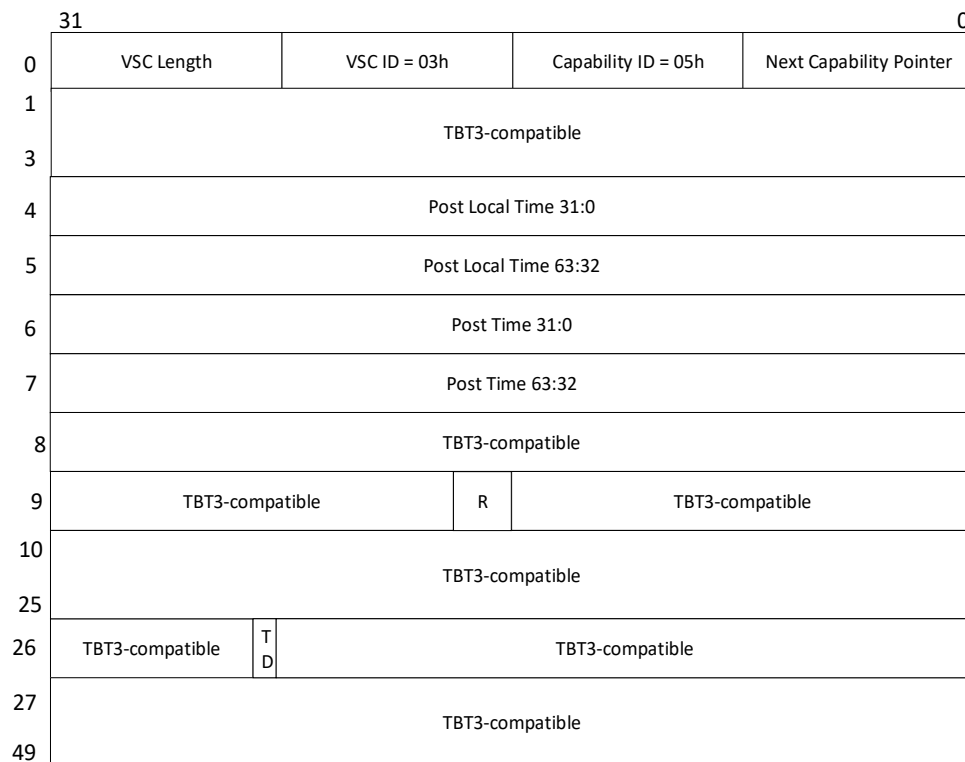 31 0
0 VSC Length VSC ID = 03h Capability ID = 05h Next Capability Pointer
1
TBT3-compatible
3
4 Post Local Time 31:0
5 Post Local Time 63:32
6 Post Time 31:0
7 Post Time 63:32
8 TBT3-compatible
9 TBT3-compatible R TBT3-compatible
10
TBT3-compatible
25
26 TBT3-compatible T D TBT3-compatible
27
TBT3-compatible
49